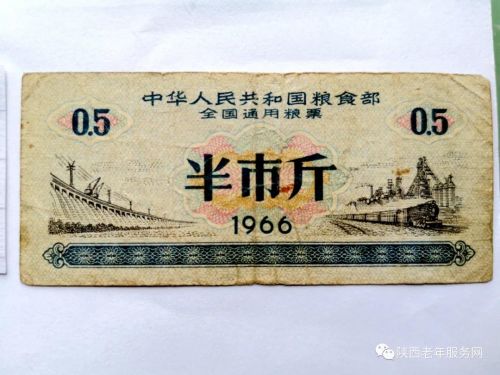 中华人民共和国粮食部
全国通用粮票
0.5
0.5
半市斤
1966
陕西老年服务网